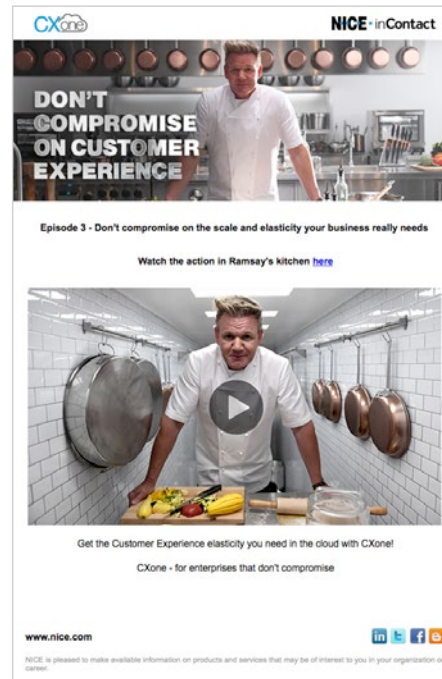 CXone
NICE • inContact
DON'T
COMPROMISE
ON CUSTOMER
EXPERIENCE
Episode 3 - Don't compromise on the scale and elasticity your business really needs
Watch the action in Ramsay's kitchen here
Get the Customer Experience elasticity you need in the cloud with CXone!
CXone - for enterprises that don't compromise
www.nice.com
NICE is pleased to make available information on products and services that may be of interest to you in your organization or
career.